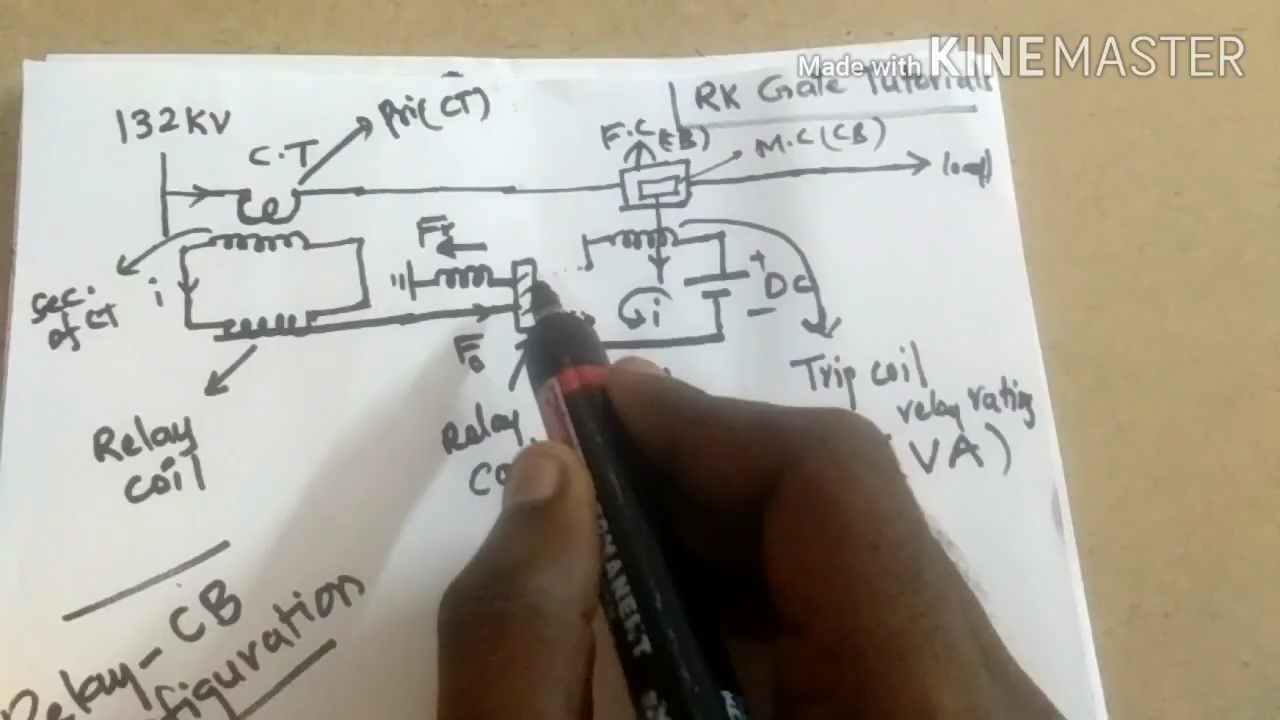 Made with KINEMASTER
RK Gate Tutorials
132KV
C.T
Pri(CT)
F.C(CB)
M.C(CB)
load
Sec.
of CT
i
Fr
Fo
i
+
DC
-
Relay
coil
Relay
Trip coil
relay rating
(VA)
Relay-CB